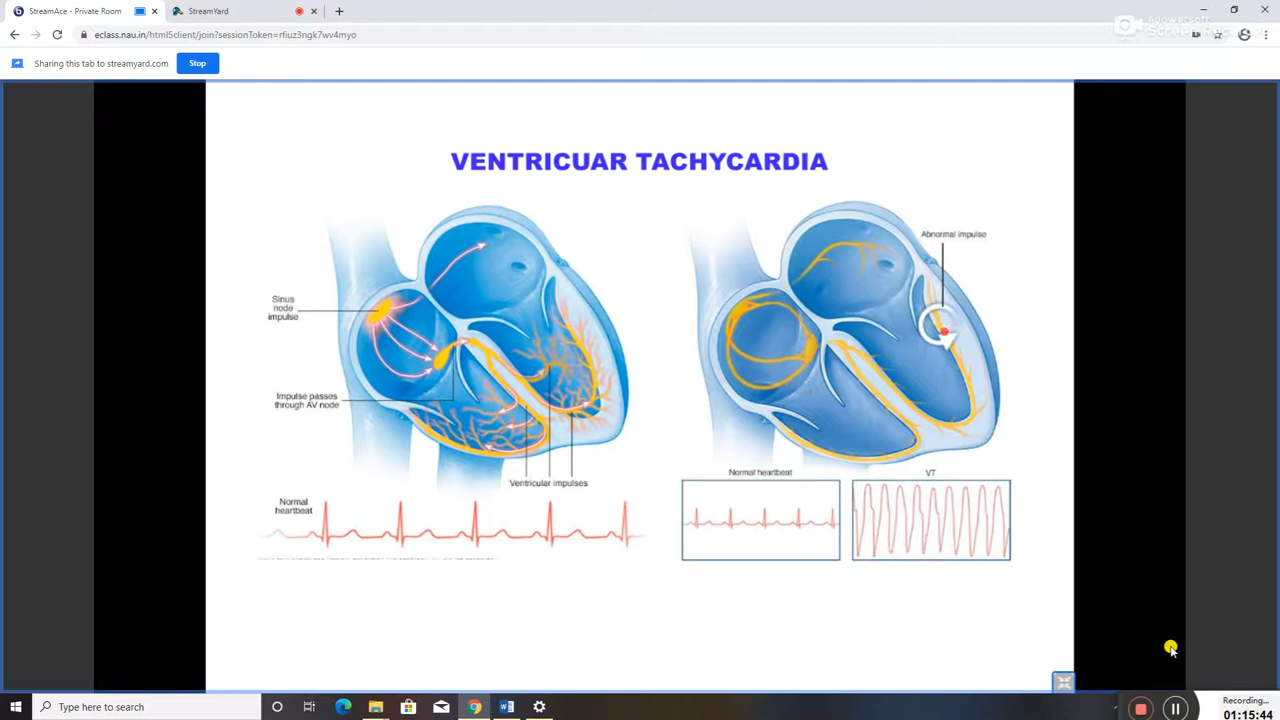 StreamAce - Private Room
StreamYard
eclass.nau.in/html5client/join?sessionToken=rfiuz3ngk7wv4myo
Sharing this tab to streamyard.com
Stop
VENTRICUAR TACHYCARDIA
Sinus
node
impulse
Impulse passes
through AV node
Ventricular impulses
Normal
heartbeat
Abnormal impulse
Normal heartbeat
VT
Type here to search
Recording...
01:15:44